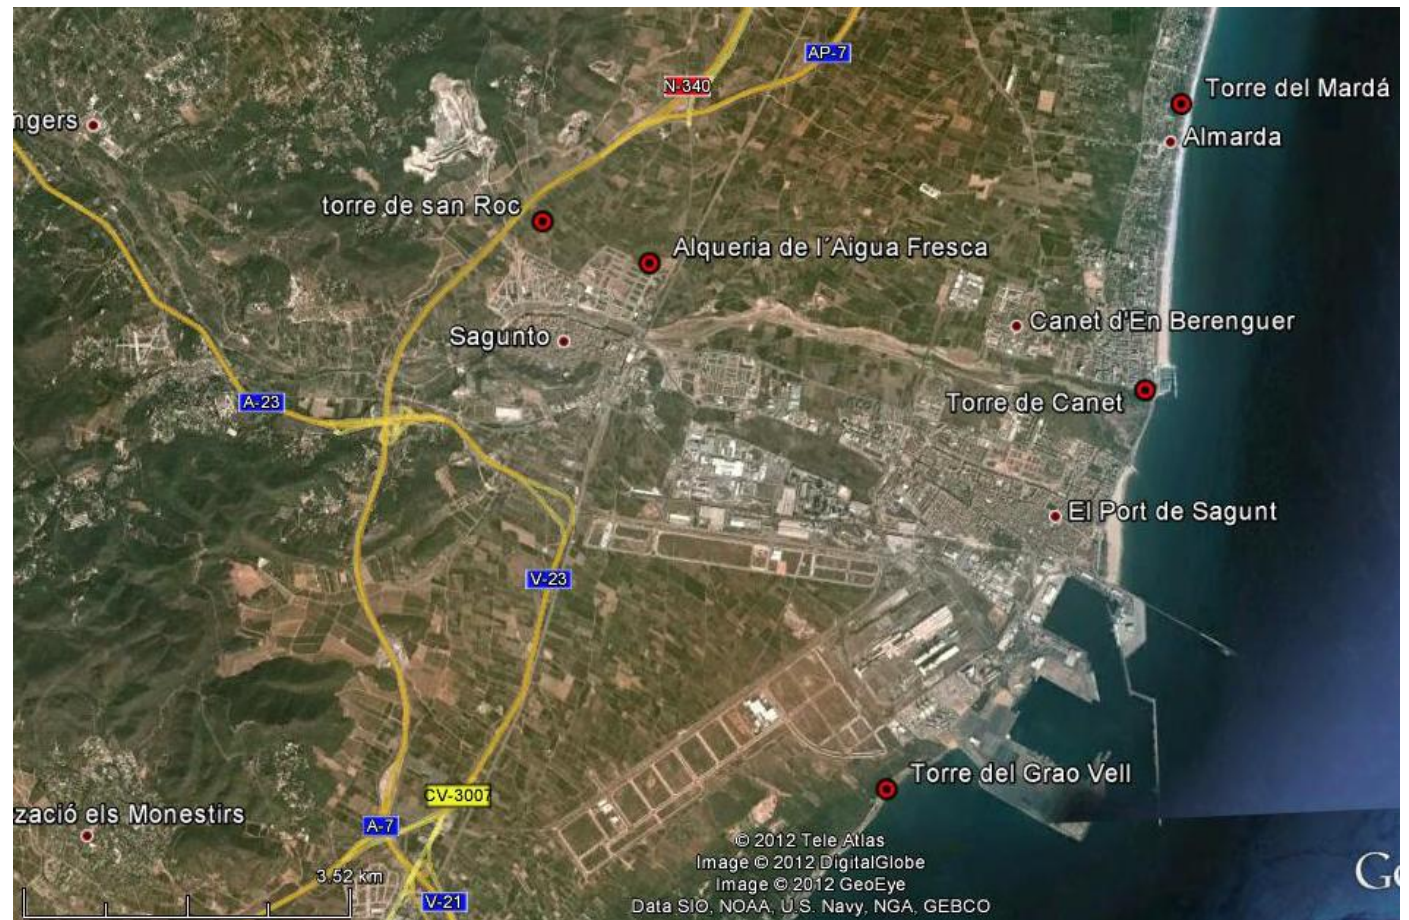 AP-7
N-340
Torre del Mardá
ngers
Almarda
torre de san Roc
Alqueria de l´Aigua Fresca
Canet d'En Berenguer
Sagunto
A-23
Torre de Canet
El Port de Sagunt
V-23
Torre del Grao Vell
CV-3007
zació els Monestirs
A-7
3.52 km
V-21
© 2012 Tele Atlas
Image © 2012 DigitalGlobe
Image © 2012 GeoEye
Data SIO, NOAA, U.S. Navy, NGA, GEBCO
Go